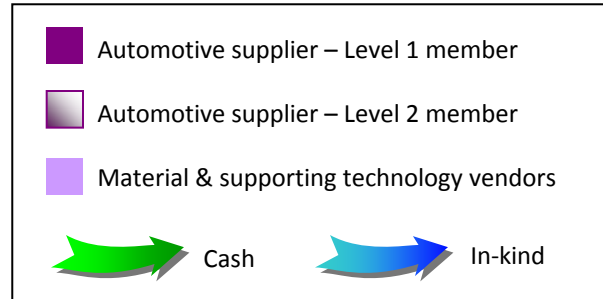 Automotive supplier – Level 1 member
Automotive supplier – Level 2 member
Material & supporting technology vendors
Cash In-kind